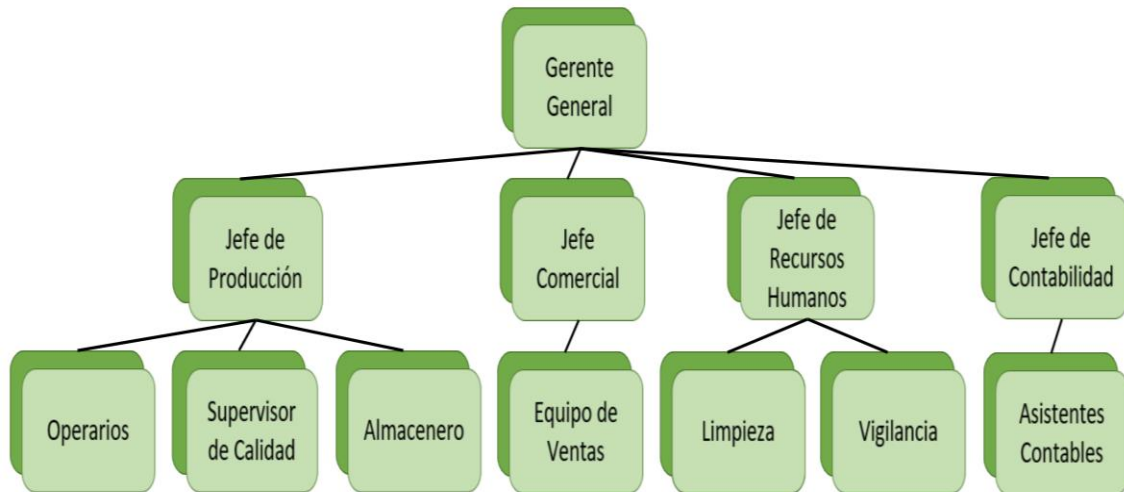 Gerente
General
Jefe de
Producción
Jefe
Comercial
Jefe de
Recursos
Humanos
Jefe de
Contabilidad
Operarios
Supervisor
de Calidad
Almacenero
Equipo de
Ventas
Limpieza
Vigilancia
Asistentes
Contables